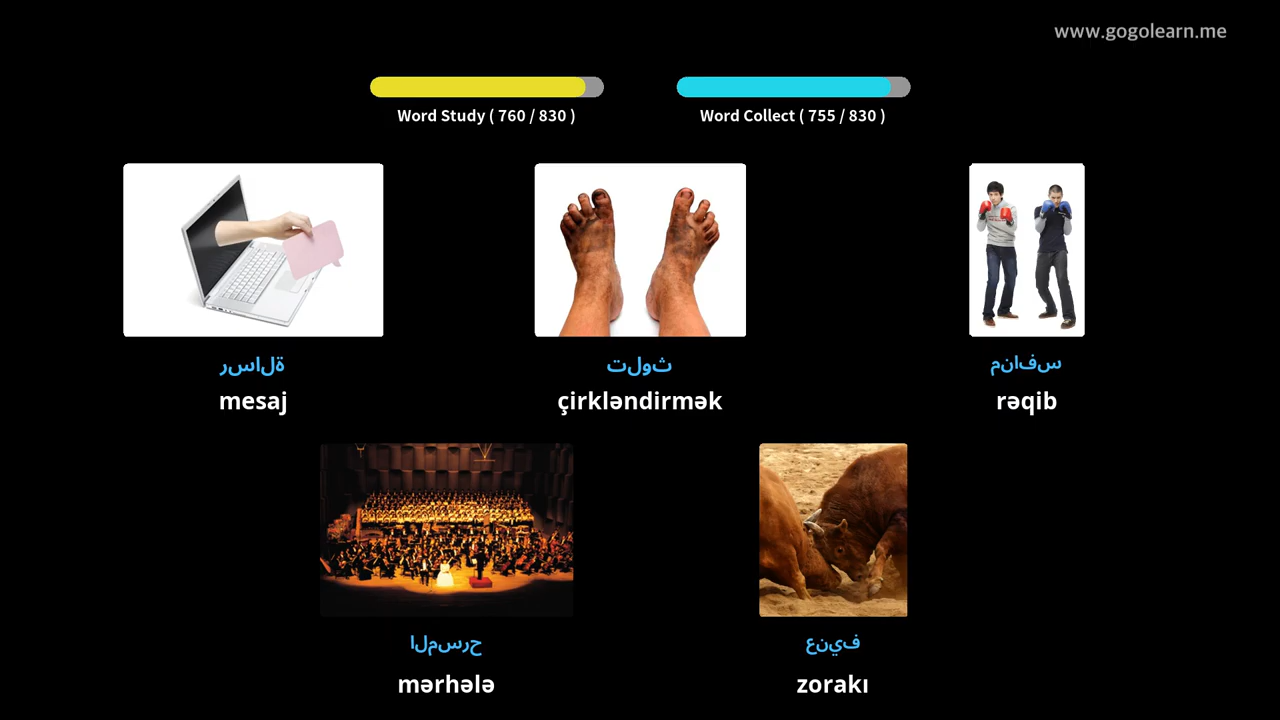 www.gogolearn.me
Word Study ( 760 / 830 )
Word Collect ( 755 / 830 )
رسالة
mesaj
تلوث
çirkləndirmək
منافس
rəqib
المسرح
mərhələ
عنيف
zorakı